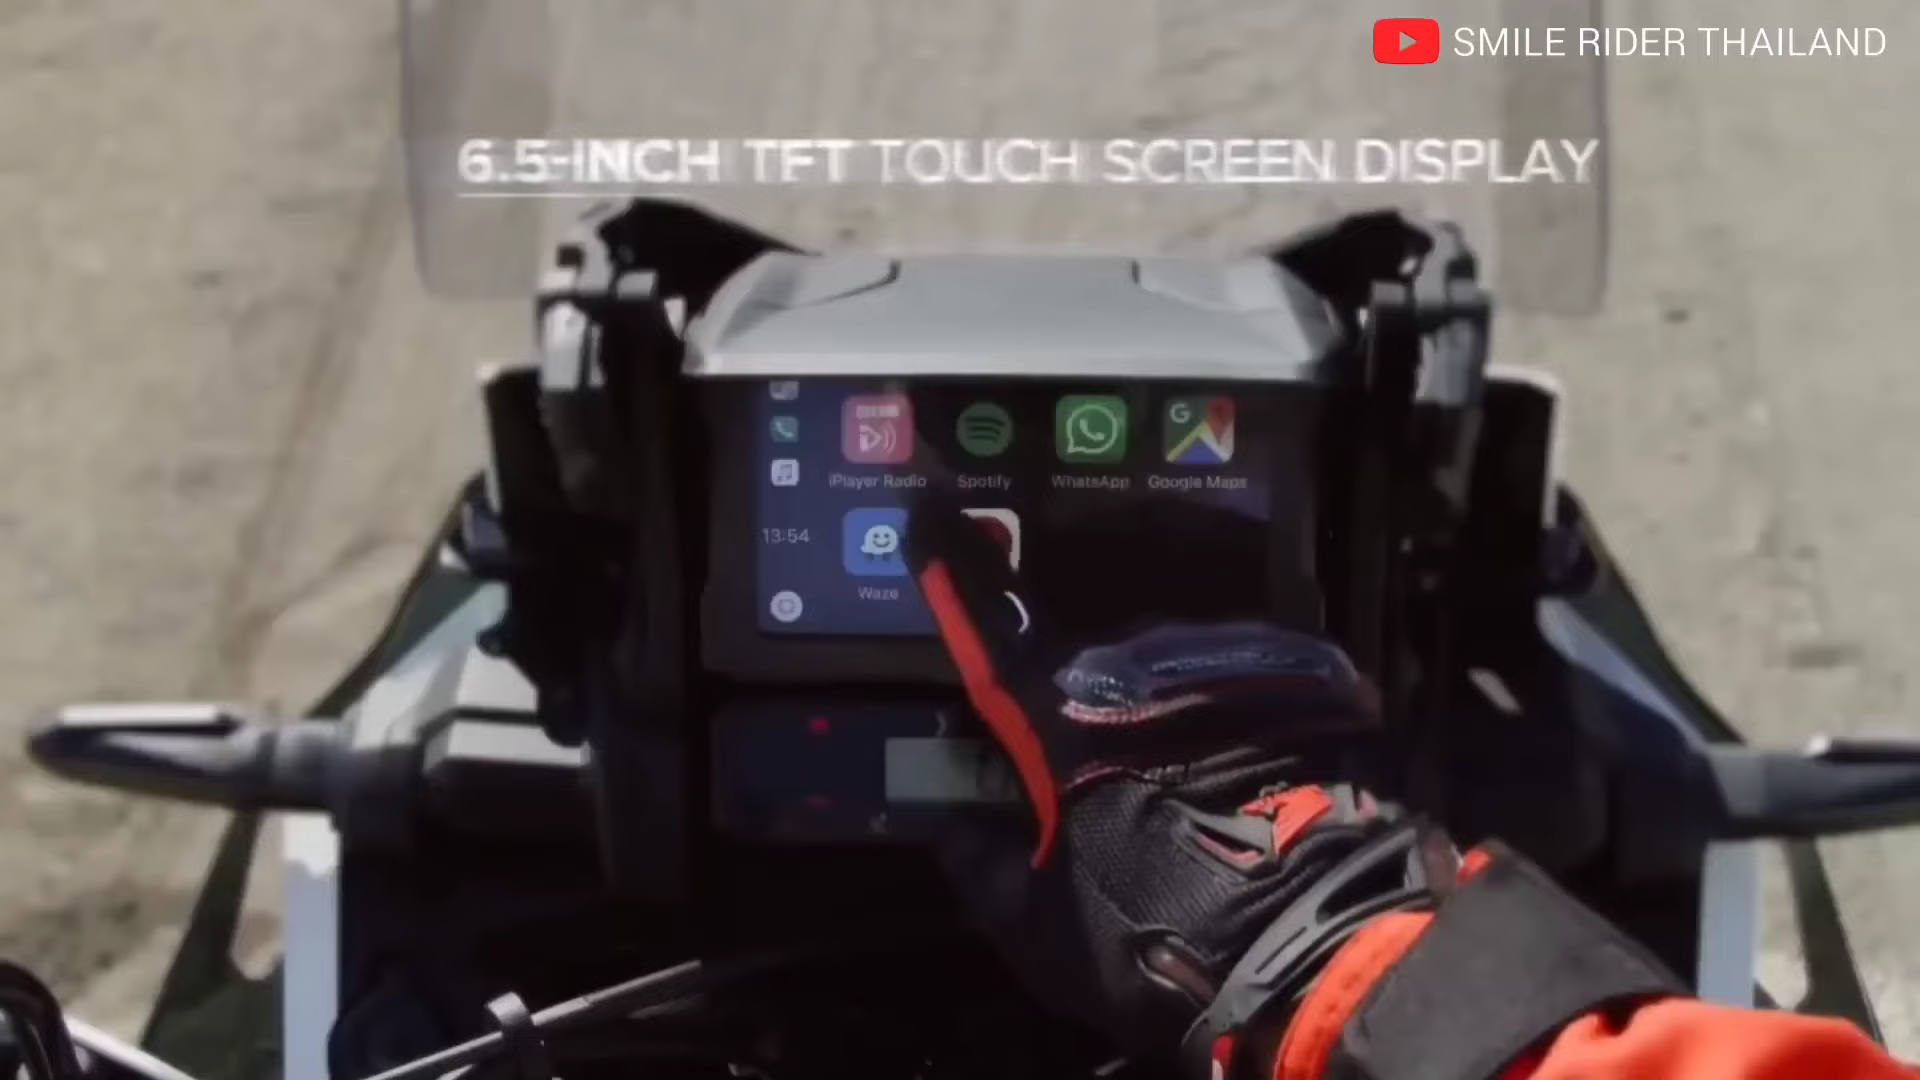 SMILE RIDER THAILAND
6.5-INCH TFT TOUCH SCREEN DISPLAY
iPlayer Radio Spotify WhatsApp Google Maps
13:54
Waze